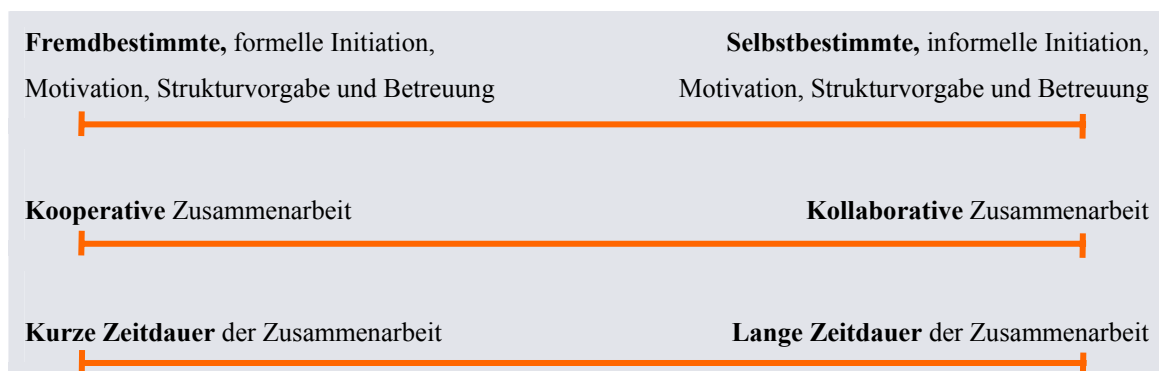 Fremdbestimmte, formelle Initiation,
Motivation, Strukturvorgabe und Betreuung
Selbstbestimmte, informelle Initiation,
Motivation, Strukturvorgabe und Betreuung
Kooperative Zusammenarbeit
Kollaborative Zusammenarbeit
Kurze Zeitdauer der Zusammenarbeit
Lange Zeitdauer der Zusammenarbeit